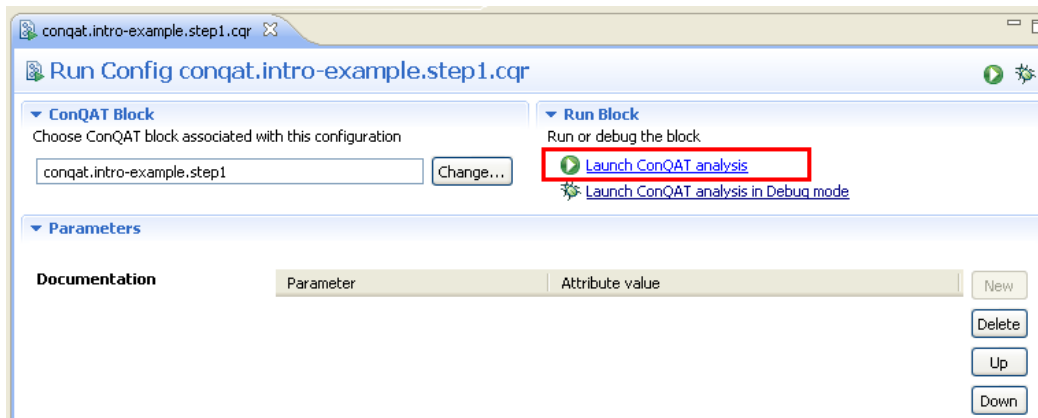 conqat.intro-example.step1.cqr
Run Config conqat.intro-example.step1.cqr
ConQAT Block
Choose ConQAT block associated with this configuration
conqat.intro-example.step1
Change...
Run Block
Run or debug the block
Launch ConQAT analysis
Launch ConQAT analysis in Debug mode
Parameters
Documentation
Parameter
Attribute value
New
Delete
Up
Down